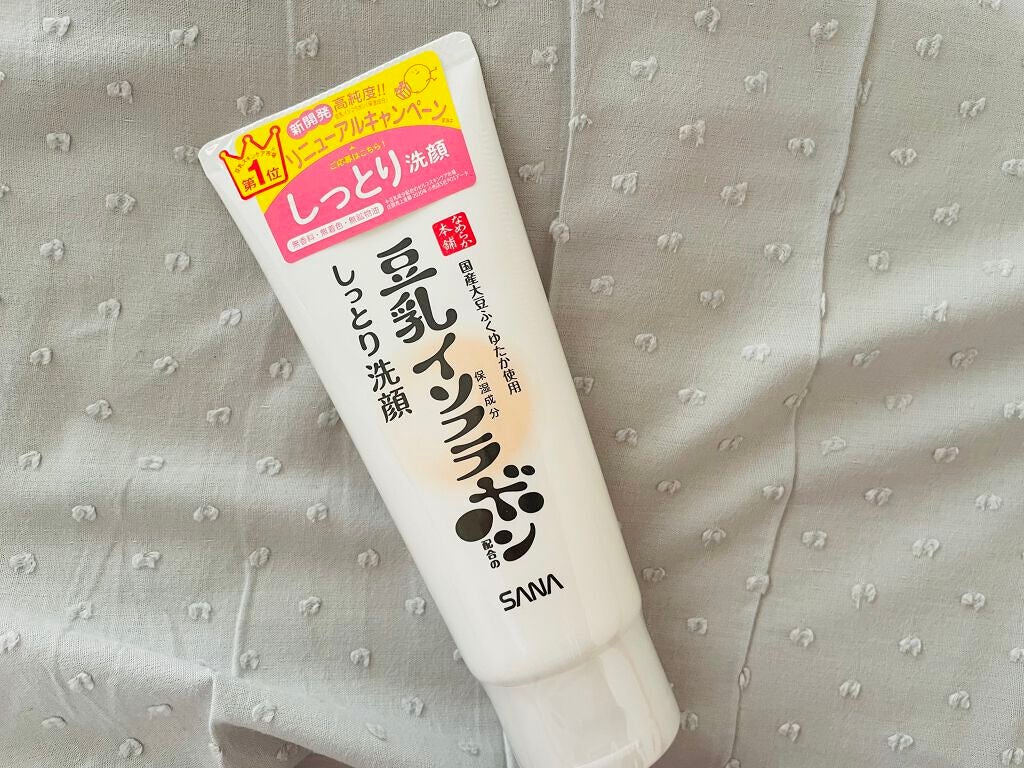 新開発
高純度!!
リニューアルキャンペーン
ご応募はこちら!
第1位
しっとり洗顔
無香料・無着色・無鉱物油
なめらか
本舗
国産大豆ふくゆたか使用
保湿成分
豆乳イソフラボン
配合の
しっとり洗顔
SANA